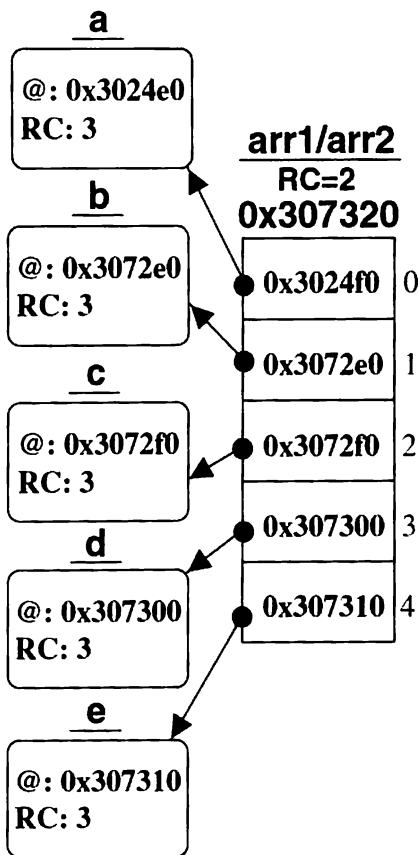 a
@: 0x3024e0
RC: 3
b
@: 0x3072e0
RC: 3
c
@: 0x3072f0
RC: 3
d
@: 0x307300
RC: 3
e
@: 0x307310
RC: 3
arr1/arr2
RC=2
0x307320
0x3024f0 0
0x3072e0 1
0x3072f0 2
0x307300 3
0x307310 4